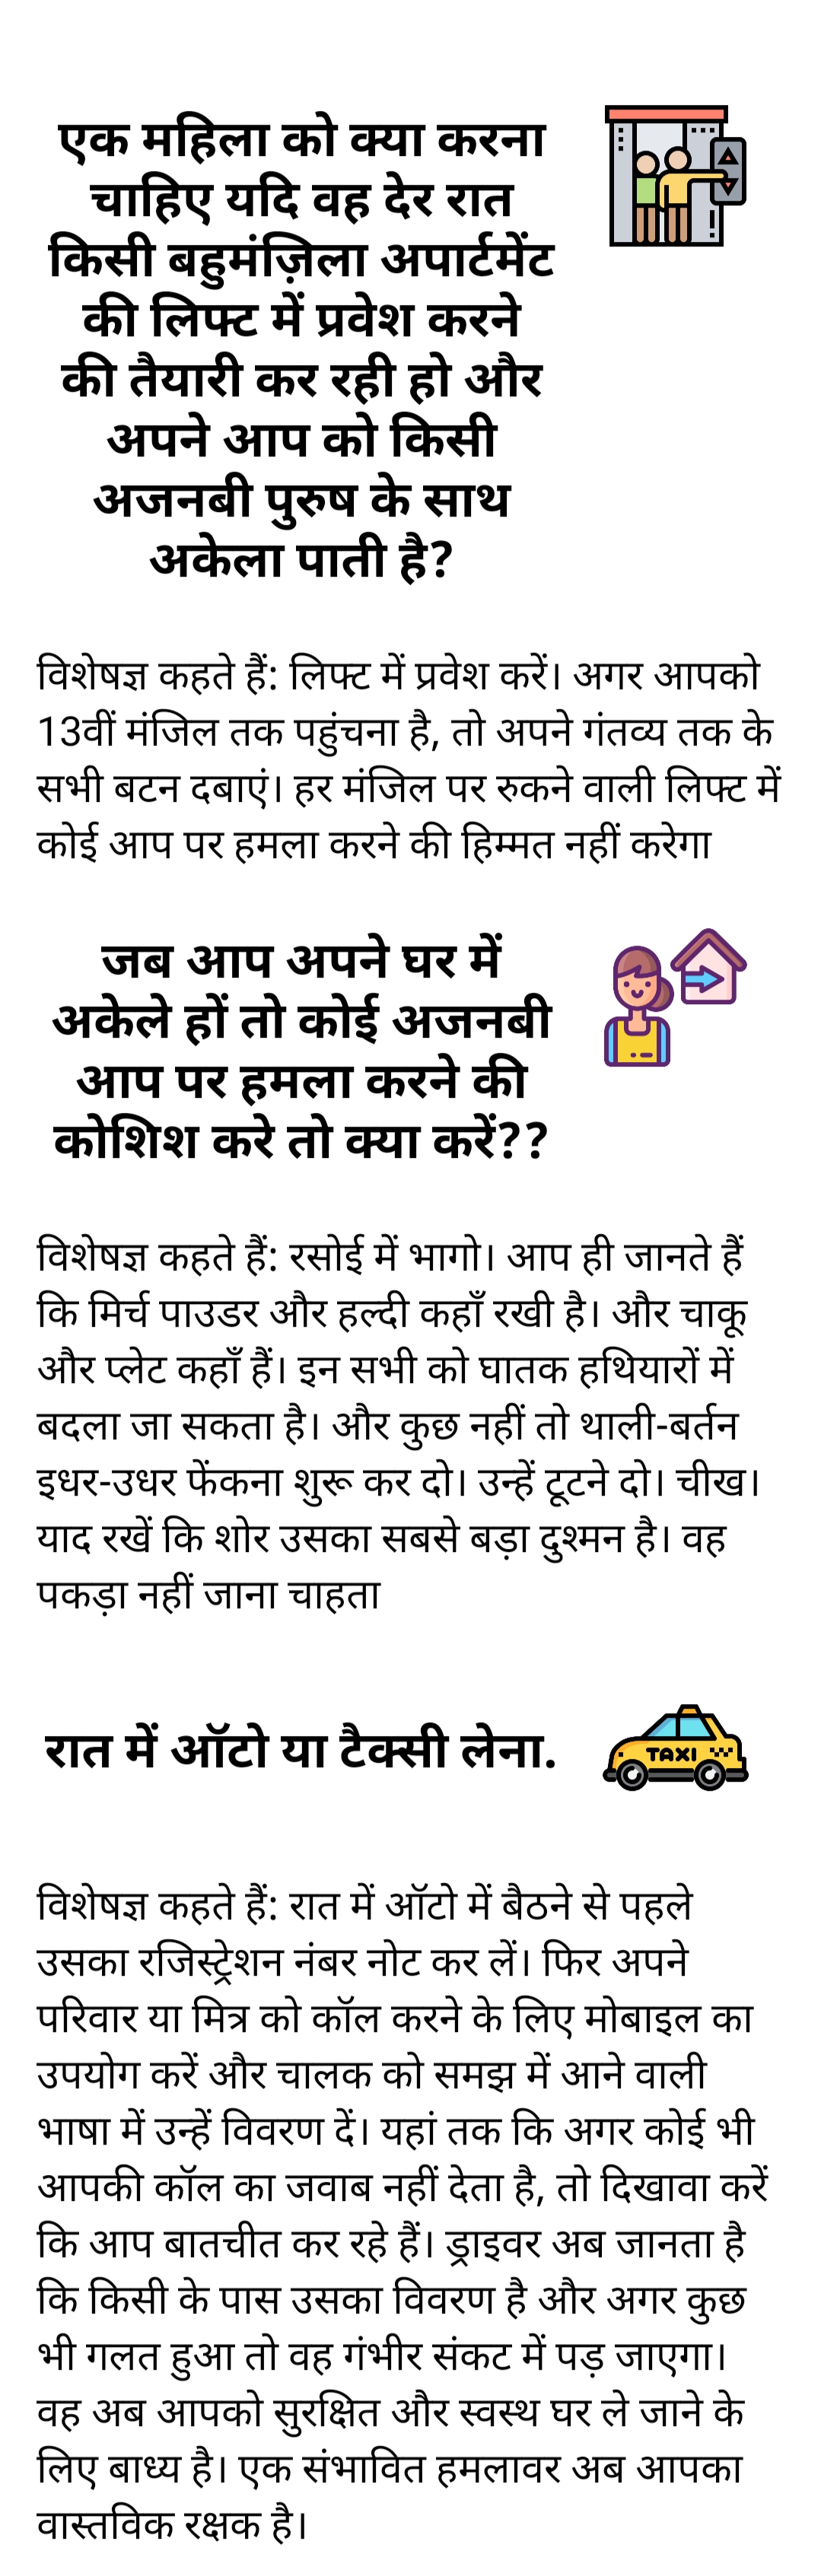 एक महिला को क्या करना
चाहिए यदि वह देर रात
किसी बहुमंज़िला अपार्टमेंट
की लिफ्ट में प्रवेश करने
की तैयारी कर रही हो और
अपने आप को किसी
अजनबी पुरुष के साथ
अकेला पाती है?
विशेषज्ञ कहते हैं: लिफ्ट में प्रवेश करें। अगर आपको
13वीं मंजिल तक पहुंचना है, तो अपने गंतव्य तक के
सभी बटन दबाएं। हर मंजिल पर रुकने वाली लिफ्ट में
कोई आप पर हमला करने की हिम्मत नहीं करेगा
जब आप अपने घर में
अकेले हों तो कोई अजनबी
आप पर हमला करने की
कोशिश करे तो क्या करें??
विशेषज्ञ कहते हैं: रसोई में भागो। आप ही जानते हैं
कि मिर्च पाउडर और हल्दी कहाँ रखी है। और चाकू
और प्लेट कहाँ हैं। इन सभी को घातक हथियारों में
बदला जा सकता है। और कुछ नहीं तो थाली-बर्तन
इधर-उधर फेंकना शुरू कर दो। उन्हें टूटने दो। चीख।
याद रखें कि शोर उसका सबसे बड़ा दुश्मन है। वह
पकड़ा नहीं जाना चाहता
रात में ऑटो या टैक्सी लेना.
TAXI
विशेषज्ञ कहते हैं: रात में ऑटो में बैठने से पहले
उसका रजिस्ट्रेशन नंबर नोट कर लें। फिर अपने
परिवार या मित्र को कॉल करने के लिए मोबाइल का
उपयोग करें और चालक को समझ में आने वाली
भाषा में उन्हें विवरण दें। यहां तक कि अगर कोई भी
आपकी कॉल का जवाब नहीं देता है, तो दिखावा करें
कि आप बातचीत कर रहे हैं। ड्राइवर अब जानता है
कि किसी के पास उसका विवरण है और अगर कुछ
भी गलत हुआ तो वह गंभीर संकट में पड़ जाएगा।
वह अब आपको सुरक्षित और स्वस्थ घर ले जाने के
लिए बाध्य है। एक संभावित हमलावर अब आपका
वास्तविक रक्षक है।